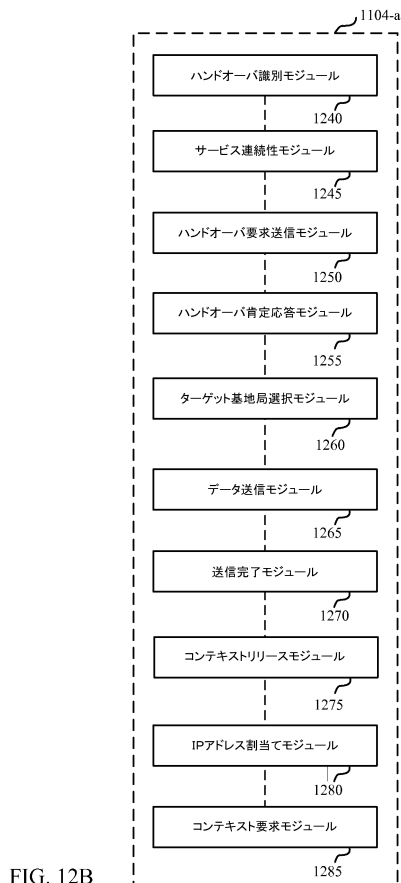 1104-a
ハンドオーバ識別モジュール
1240
サービス連続性モジュール
1245
ハンドオーバ要求送信モジュール
1250
ハンドオーバ肯定応答モジュール
1255
ターゲット基地局選択モジュール
1260
データ送信モジュール
1265
送信完了モジュール
1270
コンテキストリリースモジュール
1275
IPアドレス割当てモジュール
1280
コンテキスト要求モジュール
1285
FIG. 12B